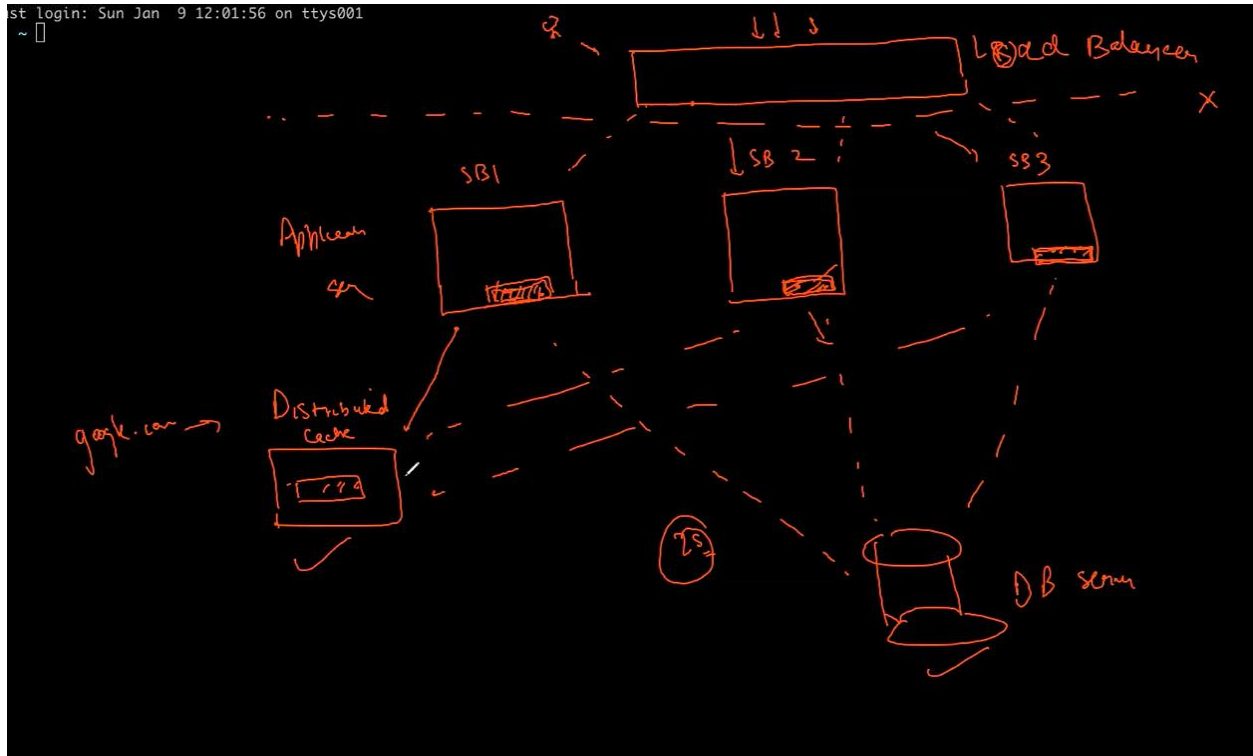 st login: Sun Jan  9 12:01:56 on ttys001
~
Load Balancer
x
SB1
SB 2
SB3
Distributed
Cache
2s
DB